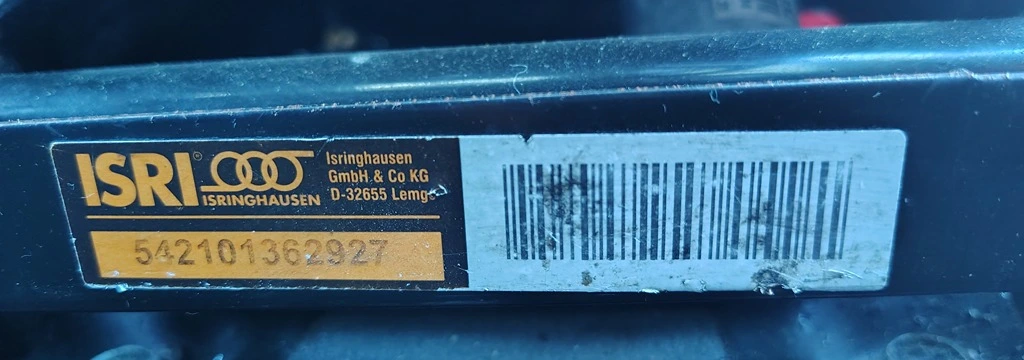 ISRI®
ISRINGHAUSEN
Isringhausen
GmbH & Co KG
D-32655 Lemgo
542101362927